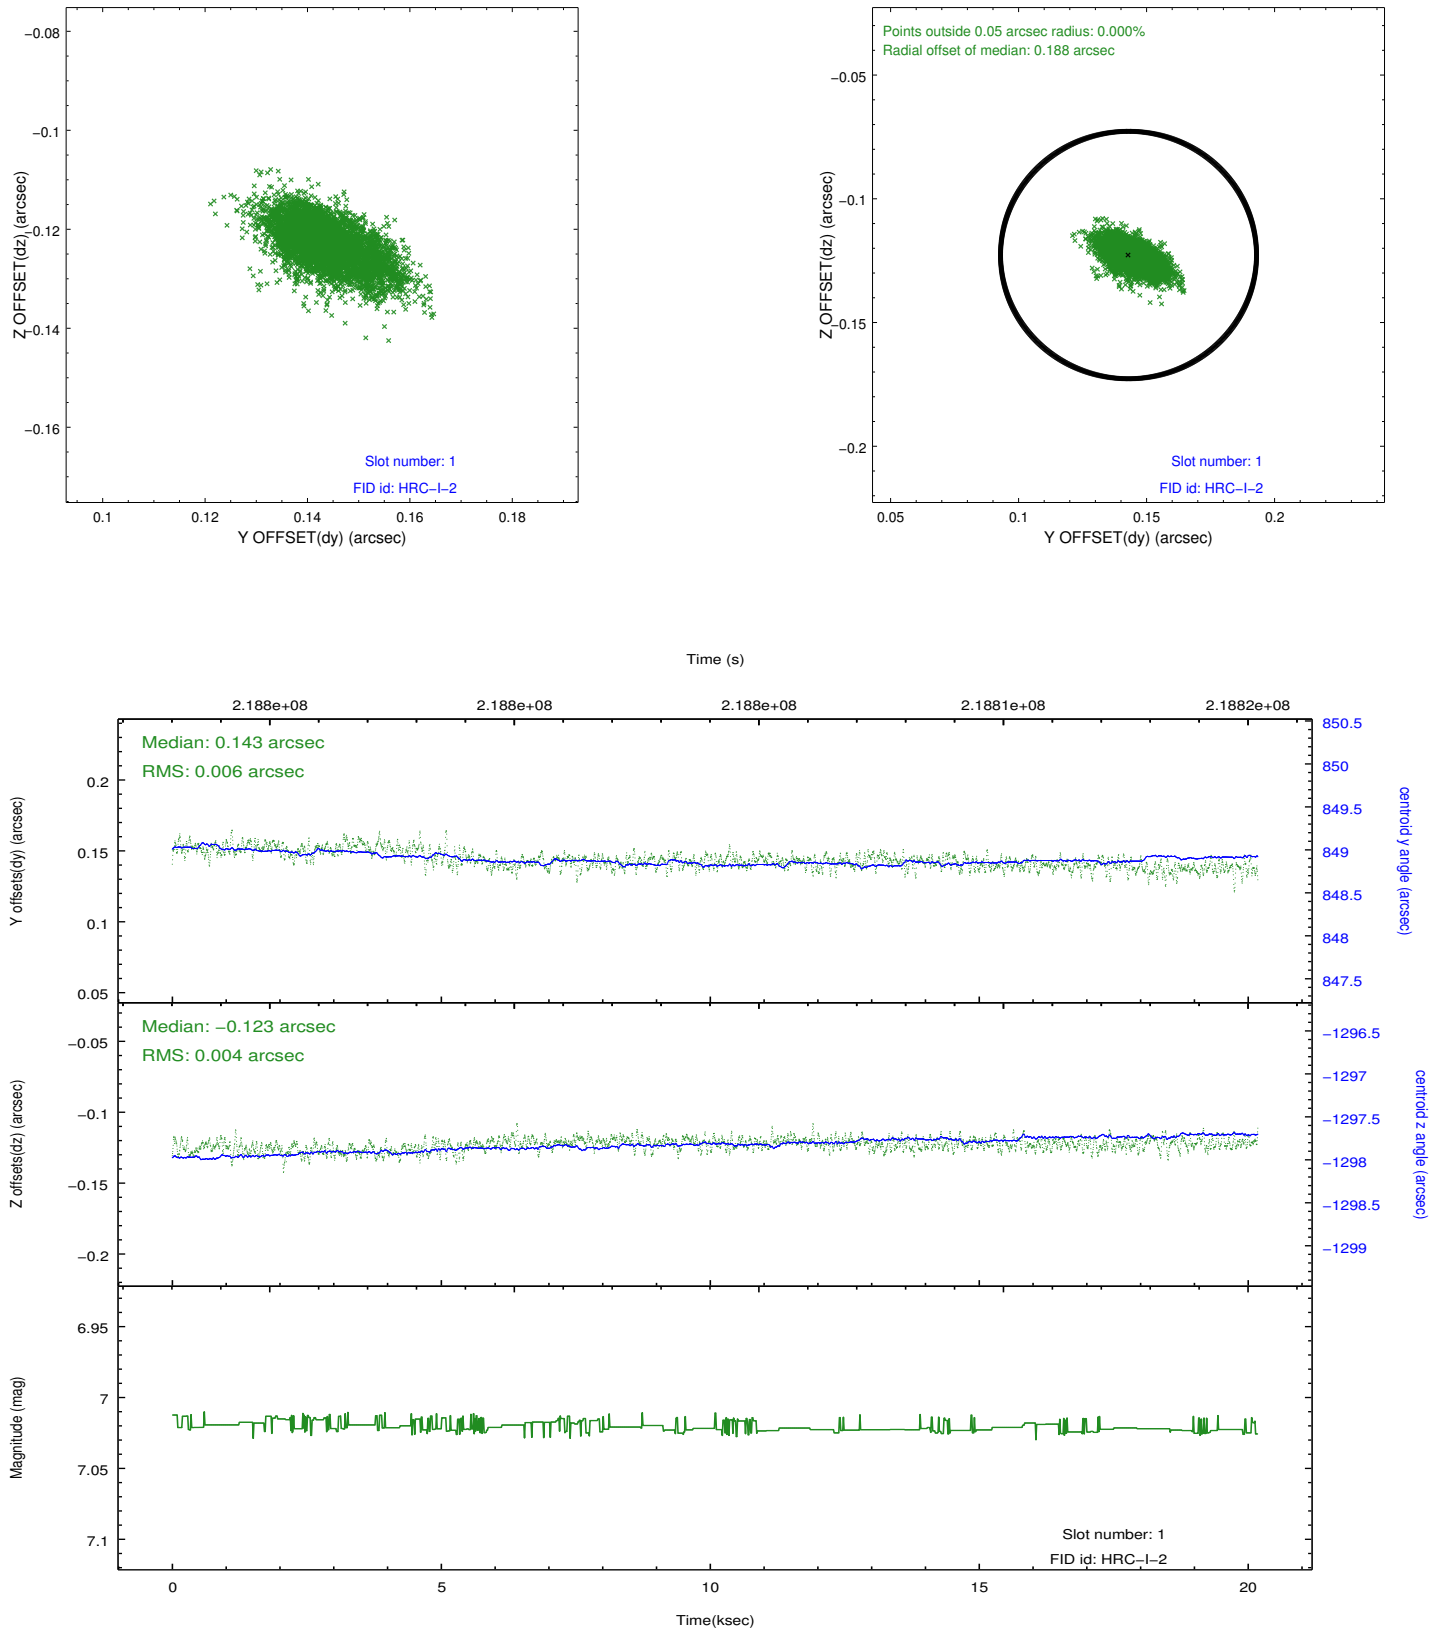 −0.08
−0.1
−0.12
−0.14
−0.16
Z OFFSET(dz) (arcsec)
Slot number: 1
FID id: HRC−I−2
0.1 0.12 0.14 0.16 0.18
Y OFFSET(dy) (arcsec)
Points outside 0.05 arcsec radius: 0.000%
Radial offset of median: 0.188 arcsec
−0.05
−0.1
−0.15
−0.2
Z OFFSET(dz) (arcsec)
Slot number: 1
FID id: HRC−I−2
0.05 0.1 0.15 0.2
Y OFFSET(dy) (arcsec)
Time (s)
2.188e+08 2.188e+08 2.188e+08 2.1881e+08 2.1882e+08
Median: 0.143 arcsec
RMS: 0.006 arcsec
0.2
0.15
0.1
0.05
Y offsets(dy) (arcsec)
850.5
850
849.5
849
848.5
848
847.5
centroid y angle (arcsec)
Median: −0.123 arcsec
RMS: 0.004 arcsec
−0.05
−0.1
−0.15
−0.2
Z offsets(dz) (arcsec)
−1296.5
−1297
−1297.5
−1298
−1298.5
−1299
centroid z angle (arcsec)
6.95
7
7.05
7.1
Magnitude (mag)
Slot number: 1
FID id: HRC−I−2
0 5 10 15 20
Time(ksec)